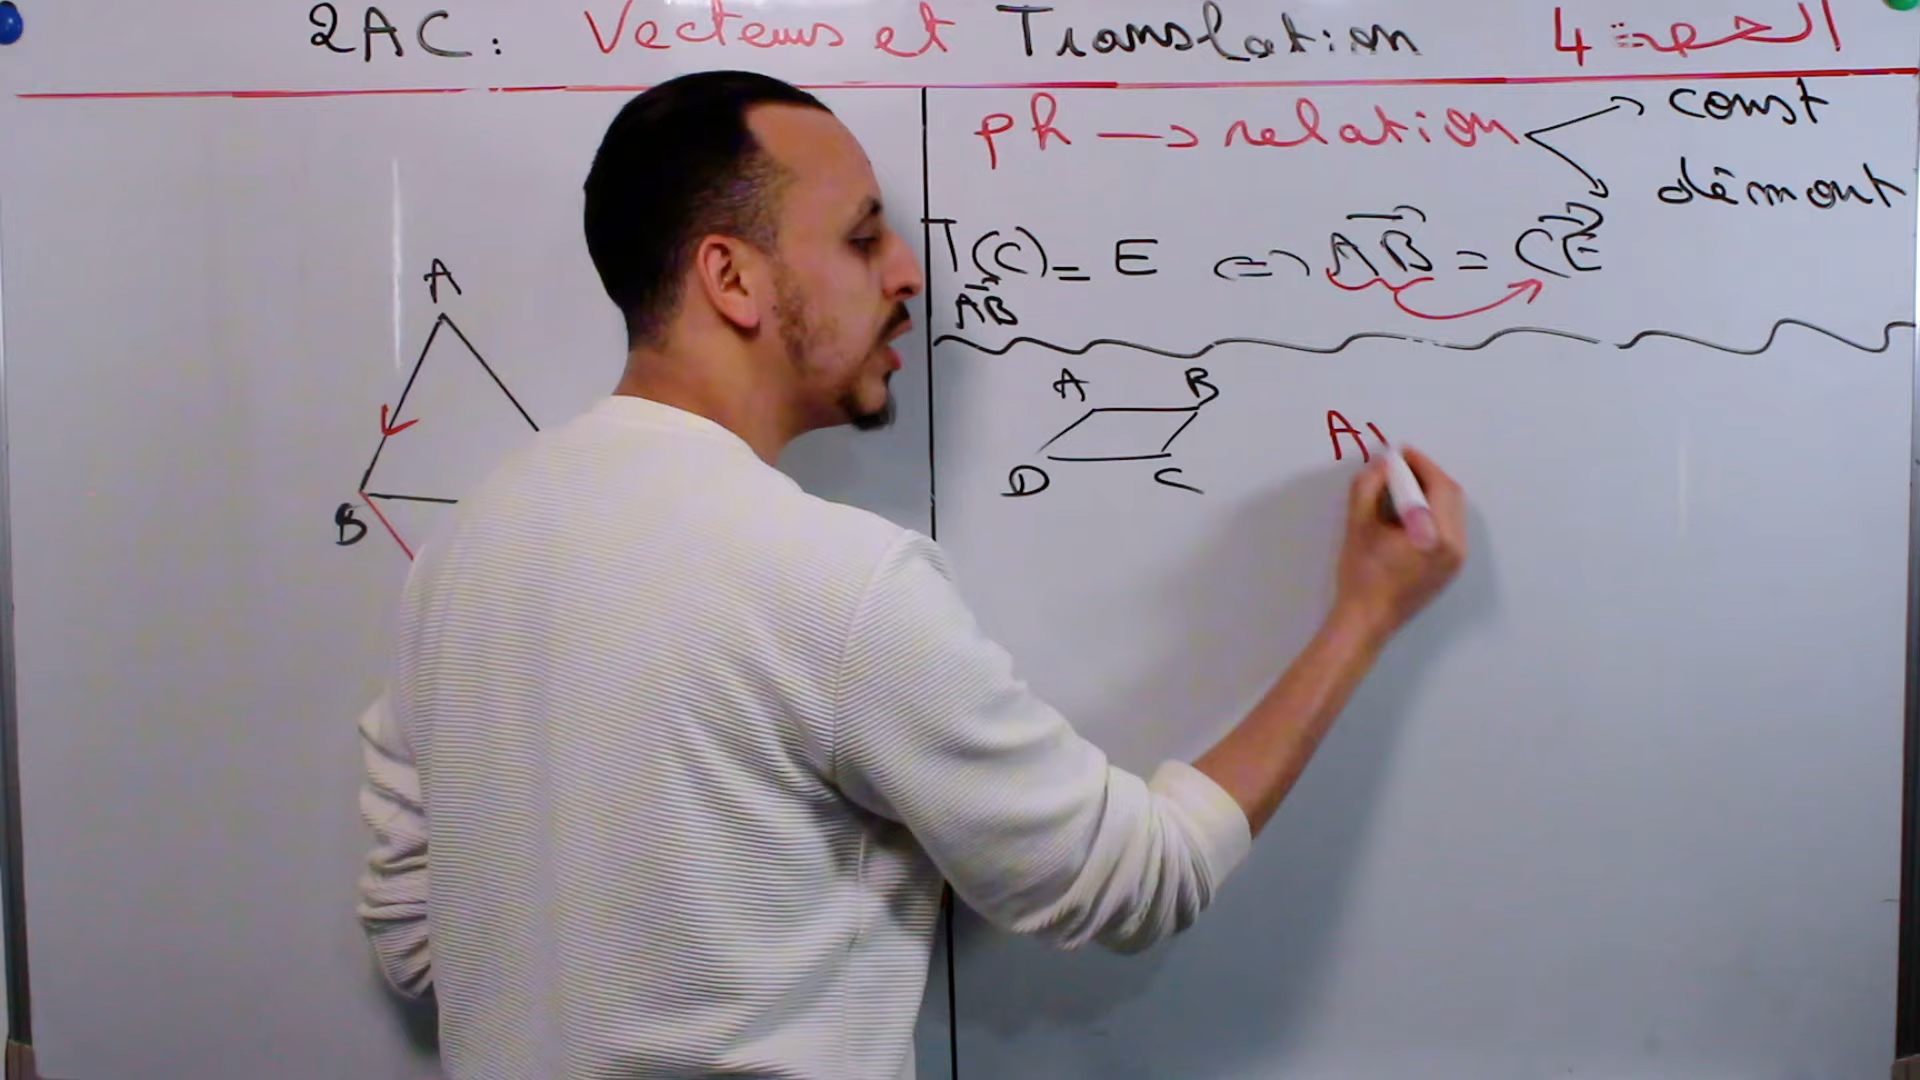 2AC: Vecteurs et Translation الحصة 4
ph → relation
const
démont
T(C) = E ⇔ AB = CE
AB
A
B
A B
D C
A